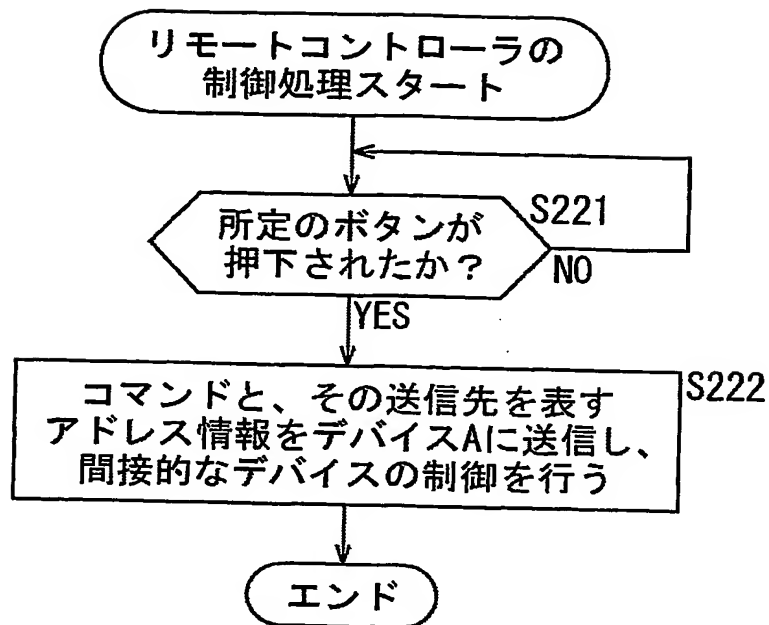 リモートコントローラの
制御処理スタート
所定のボタンが
押下されたか？
S221
NO
YES
コマンドと、その送信先を表す
アドレス情報をデバイスAに送信し、
間接的なデバイスの制御を行う
S222
エンド